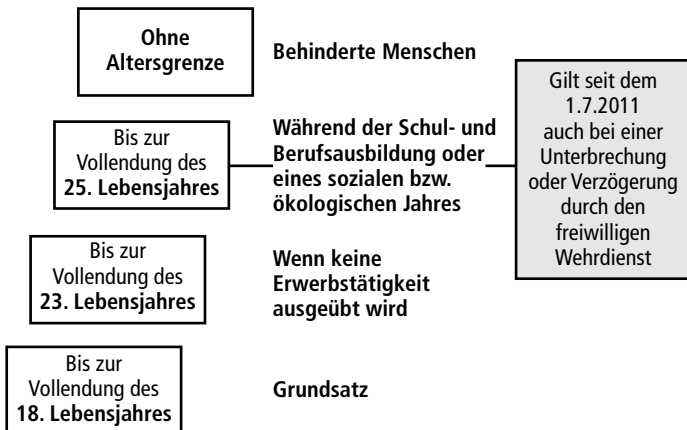 Ohne
Altersgrenze
Behinderte Menschen
Bis zur
Vollendung des
25. Lebensjahres
Während der Schul- und
Berufsausbildung oder
eines sozialen bzw.
ökologischen Jahres
Gilt seit dem
1.7.2011
auch bei einer
Unterbrechung
oder Verzögerung
durch den
freiwilligen
Wehrdienst
Bis zur
Vollendung des
23. Lebensjahres
Wenn keine
Erwerbstätigkeit
ausgeübt wird
Bis zur
Vollendung des
18. Lebensjahres
Grundsatz